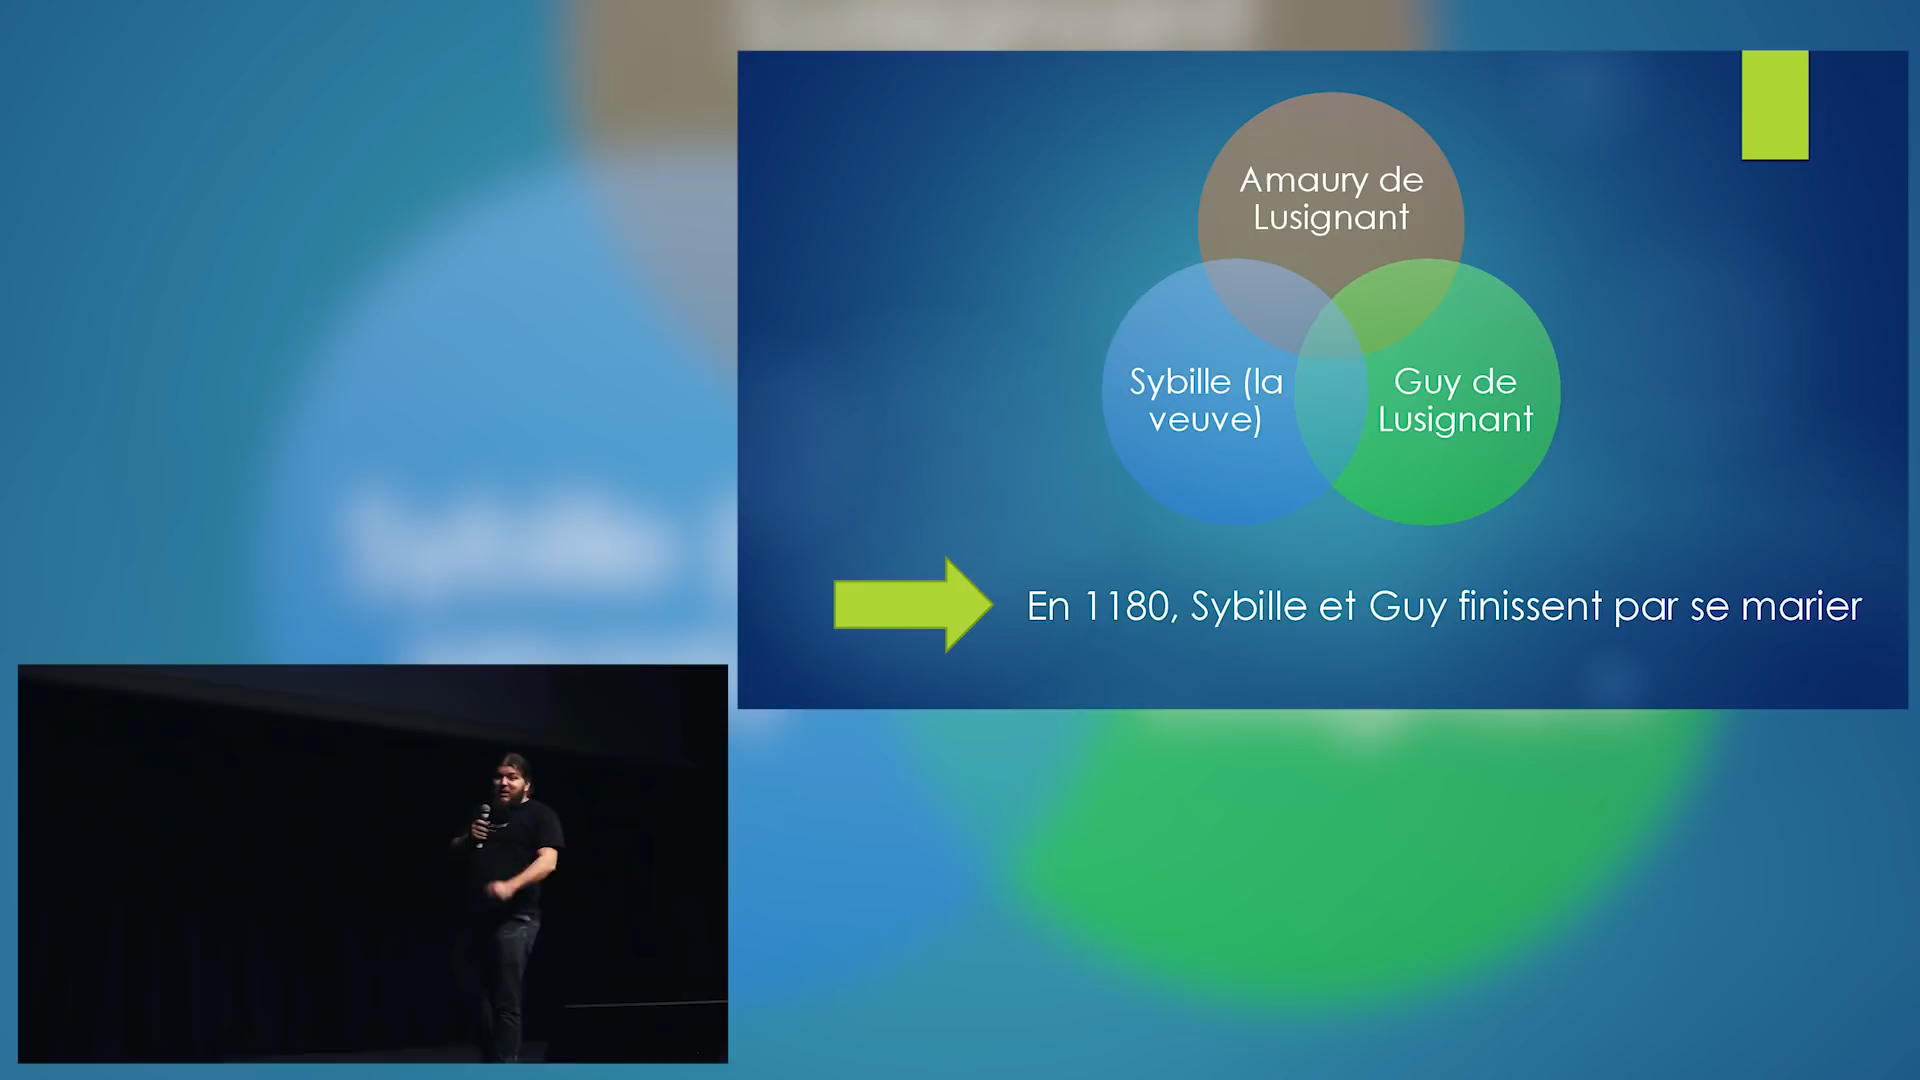 Amaury de
Lusignant
Sybille (la
veuve)
Guy de
Lusignant
En 1180, Sybille et Guy finissent par se marier